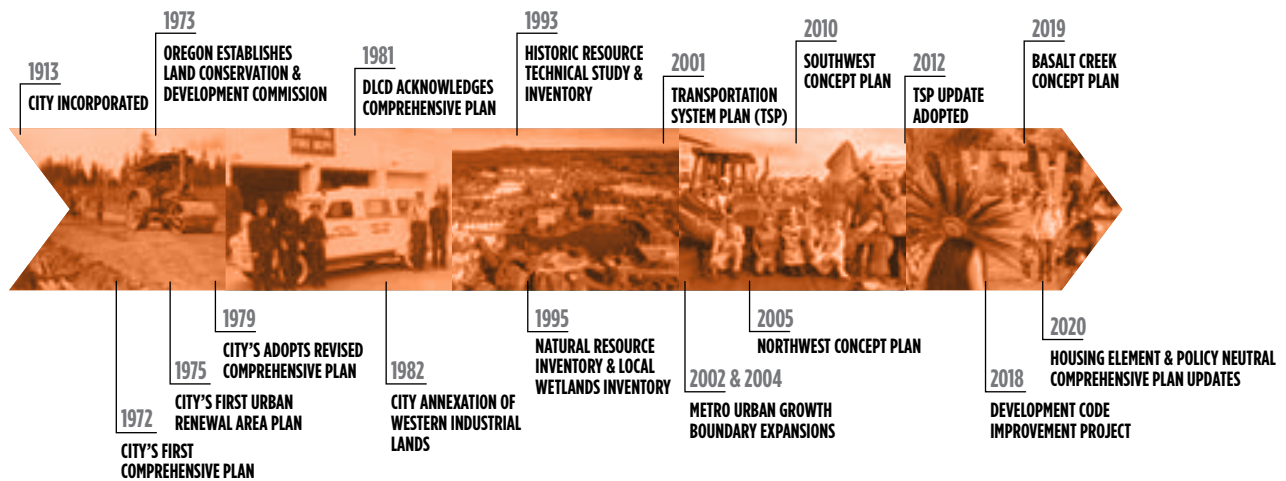 1913
CITY INCORPORATED
1973
OREGON ESTABLISHES
LAND CONSERVATION &
DEVELOPMENT COMMISSION
1981
DLCD ACKNOWLEDGES
COMPREHENSIVE PLAN
1993
HISTORIC RESOURCE
TECHNICAL STUDY &
INVENTORY
2001
TRANSPORTATION
SYSTEM PLAN (TSP)
2010
SOUTHWEST
CONCEPT PLAN
2012
TSP UPDATE
ADOPTED
2019
BASALT CREEK
CONCEPT PLAN
1972
CITY'S FIRST
COMPREHENSIVE PLAN
1975
CITY'S FIRST URBAN
RENEWAL AREA PLAN
1979
CITY'S ADOPTS REVISED
COMPREHENSIVE PLAN
1982
CITY ANNEXATION OF
WESTERN INDUSTRIAL
LANDS
1995
NATURAL RESOURCE
INVENTORY & LOCAL
WETLANDS INVENTORY
2002 & 2004
METRO URBAN GROWTH
BOUNDARY EXPANSIONS
2005
NORTHWEST CONCEPT PLAN
2018
DEVELOPMENT CODE
IMPROVEMENT PROJECT
2020
HOUSING ELEMENT & POLICY NEUTRAL
COMPREHENSIVE PLAN UPDATES